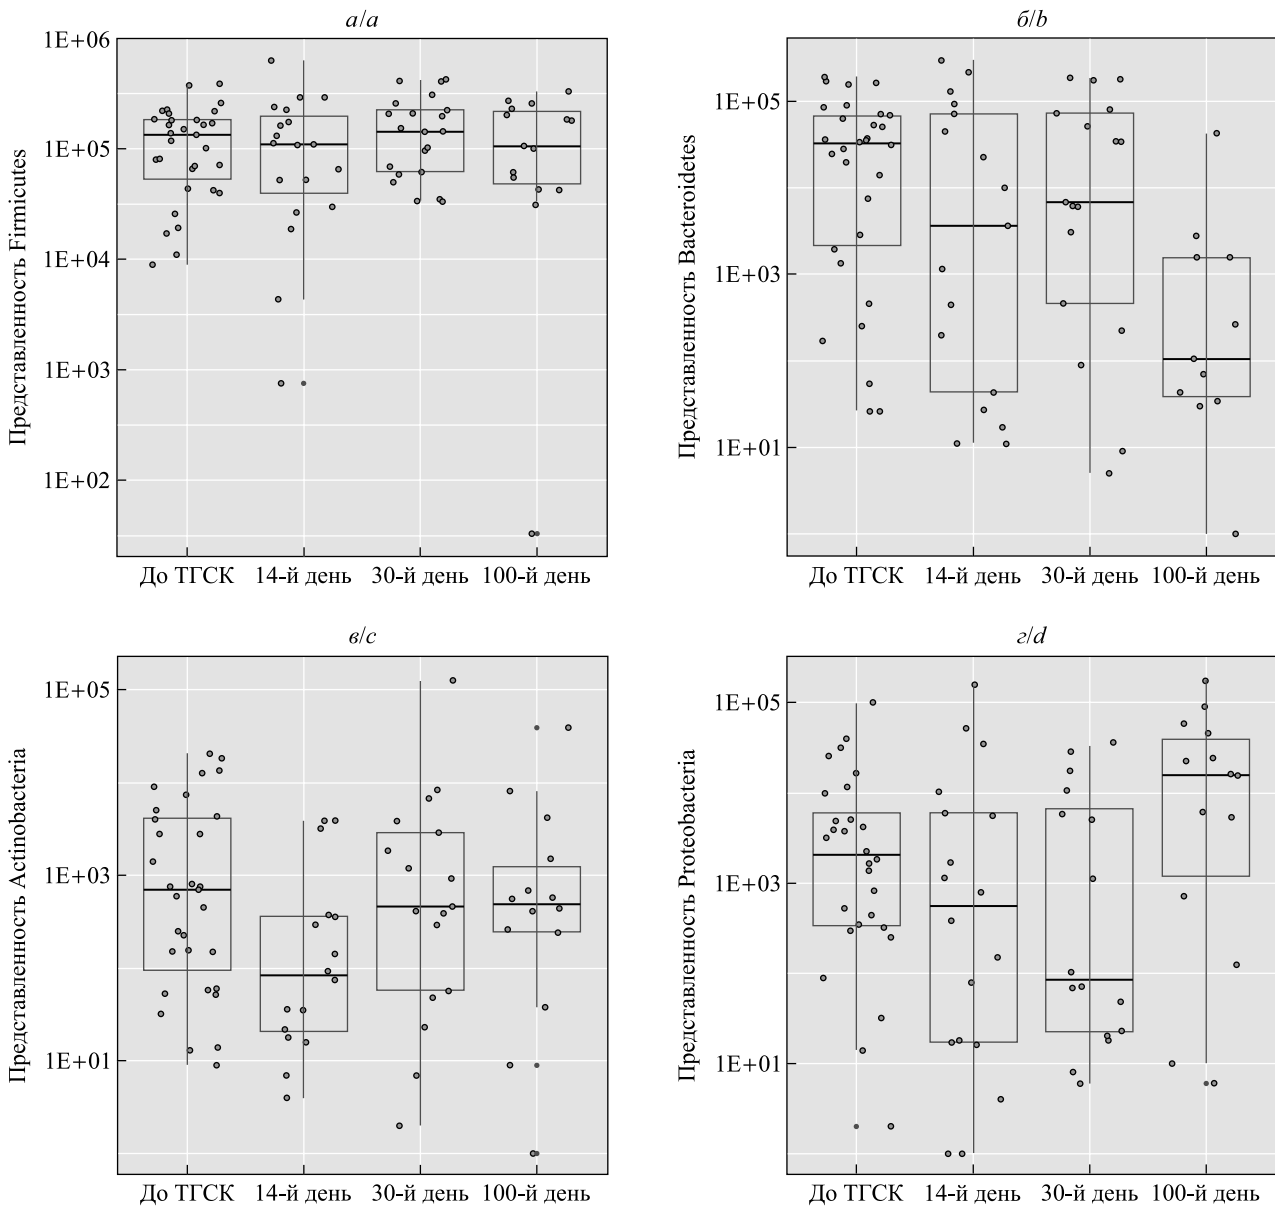 а/a
Представленность Firmicutes
1E+06
1E+05
1E+04
1E+03
1E+02
До ТГСК 14-й день 30-й день 100-й день
б/b
Представленность Bacteroidetes
1E+05
1E+03
1E+01
До ТГСК 14-й день 30-й день 100-й день
в/c
Представленность Actinobacteria
1E+05
1E+03
1E+01
До ТГСК 14-й день 30-й день 100-й день
г/d
Представленность Proteobacteria
1E+05
1E+03
1E+01
До ТГСК 14-й день 30-й день 100-й день